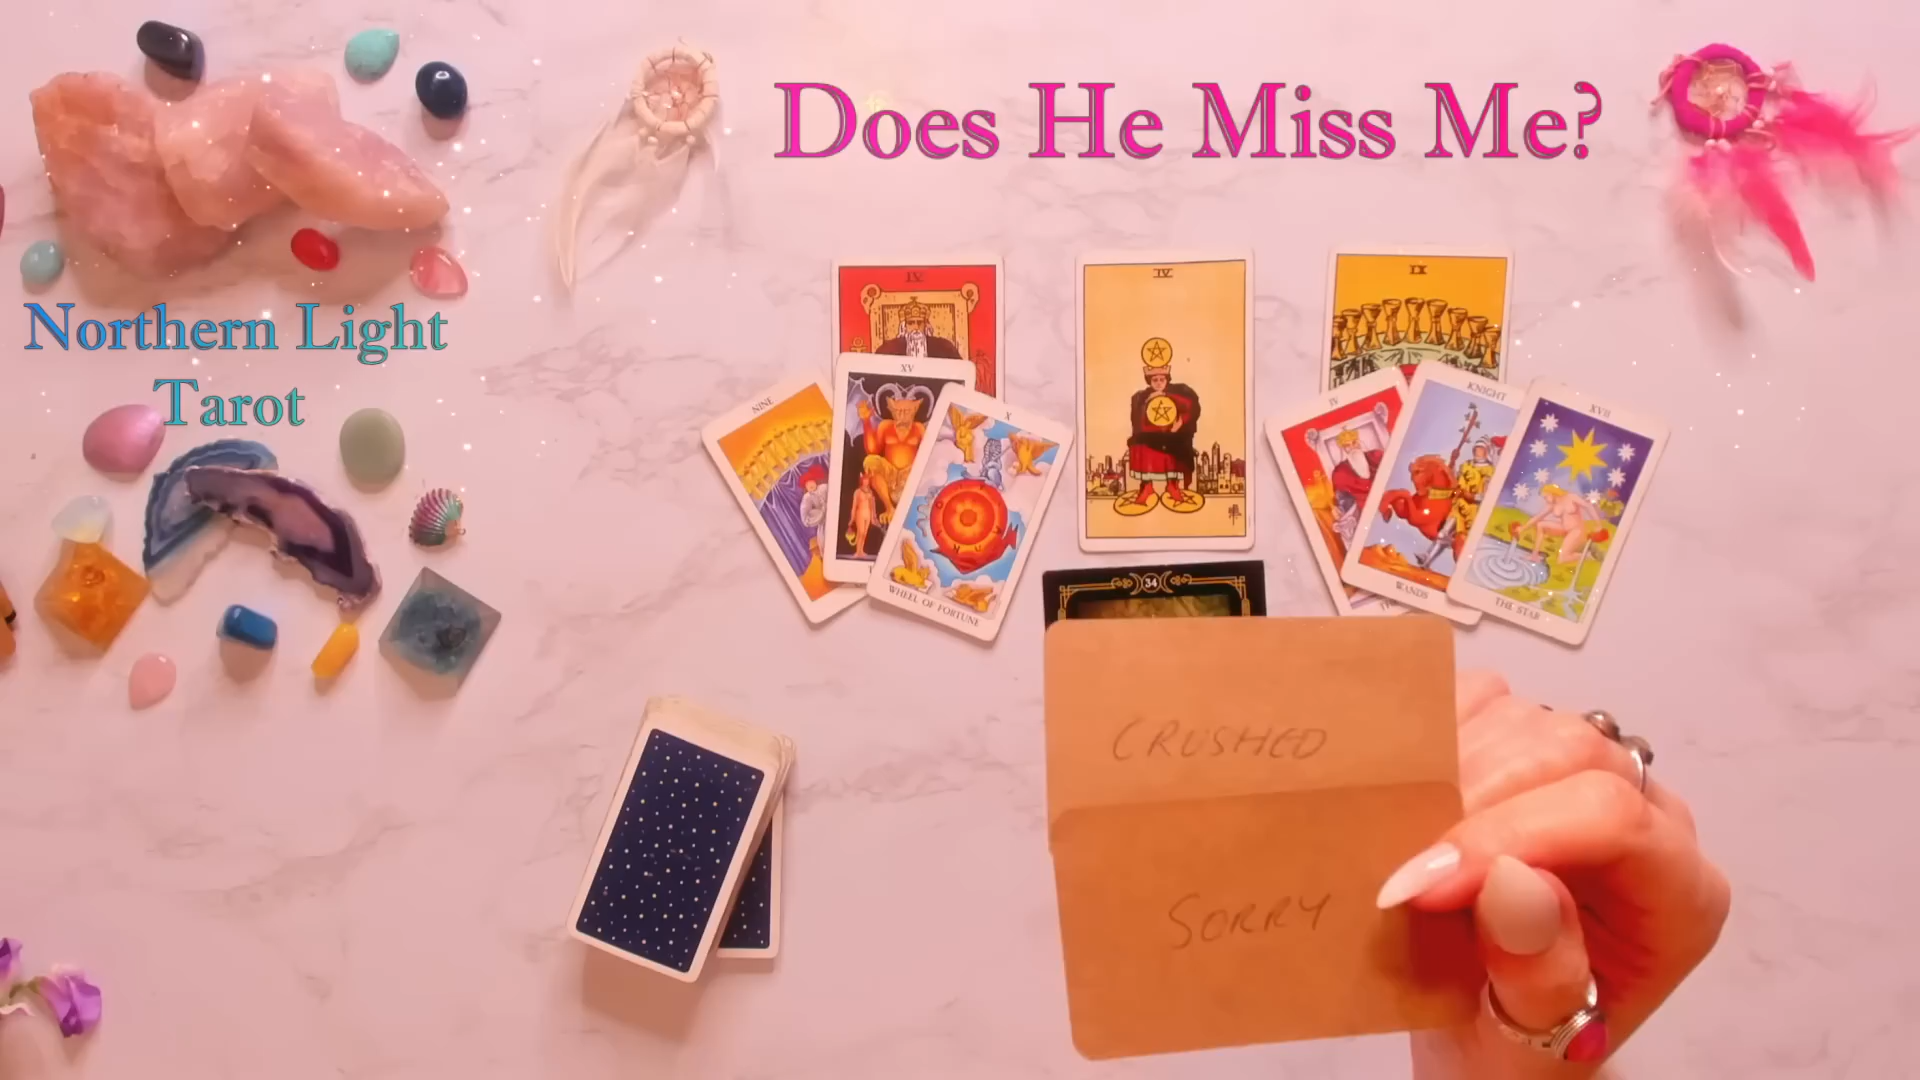 Does He Miss Me?
Northern Light
Tarot
IV
IV
IX
NINE
XV
X
WHEEL OF FORTUNE
IV
KNIGHT
WANDS
XVII
THE STAR
34
CRUSHED
SORRY